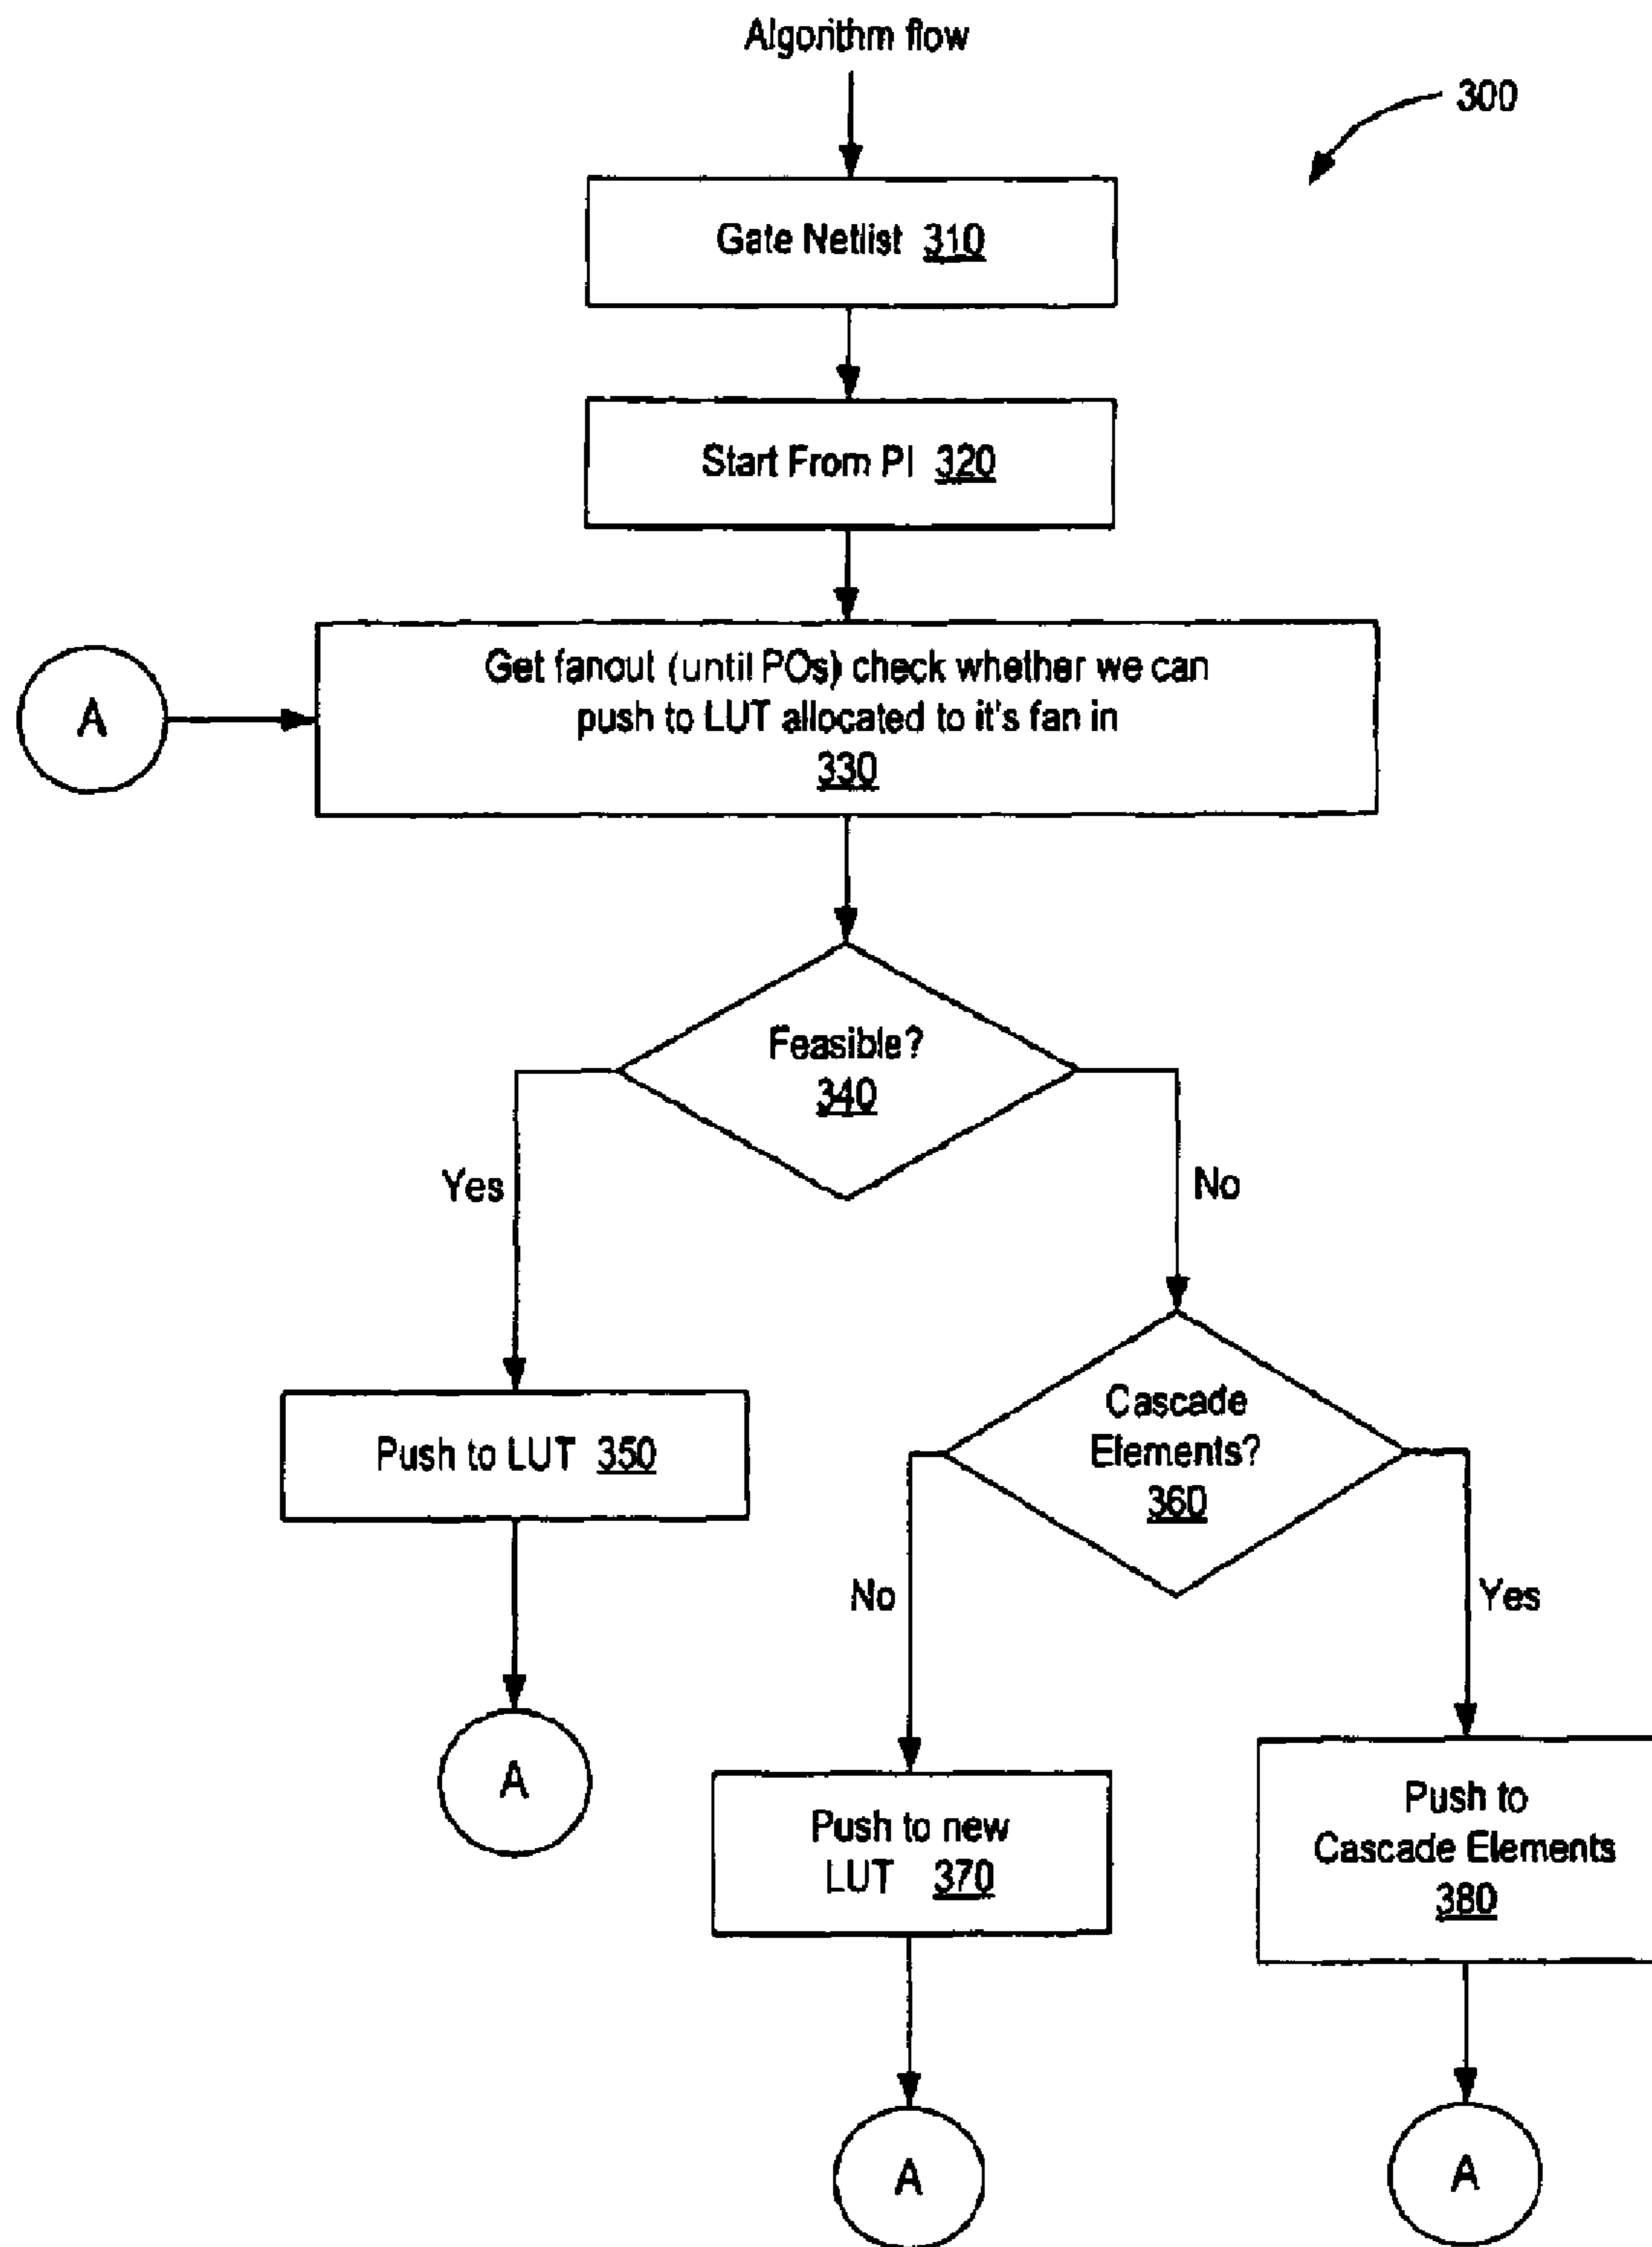 Algorithm flow
300
Gate Netlist 310
Start From PI 320
Get fanout (until POs) check whether we can
push to LUT allocated to it's fan in
330
A
Feasible?
340
Yes
No
Cascade
Elements?
360
Push to LUT 350
No
Yes
A
Push to new
LUT 370
Push to
Cascade Elements
380
A
A